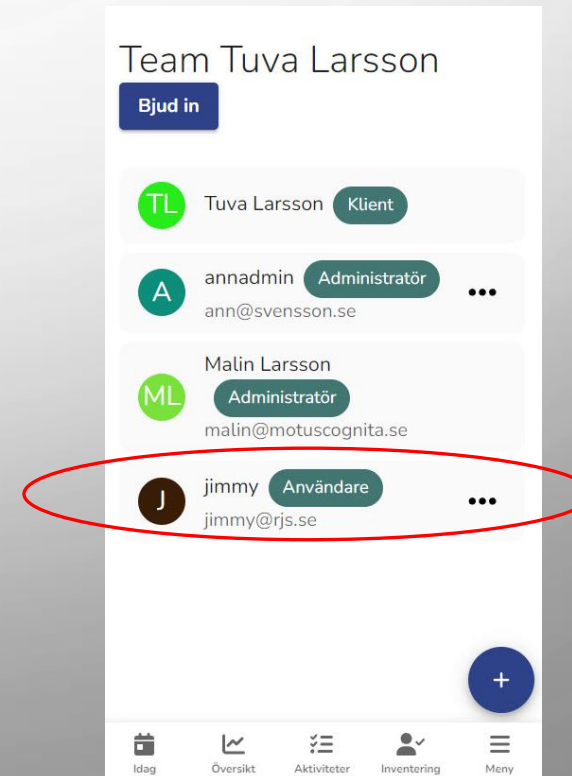 Team Tuva Larsson
Bjud in
TL Tuva Larsson Klient
A annadmin Administratör
ann@svensson.se
Malin Larsson
ML Administratör
malin@motuscognita.se
J jimmy Användare
jimmy@rjs.se
+
Idag Översikt Aktiviteter Inventering Meny